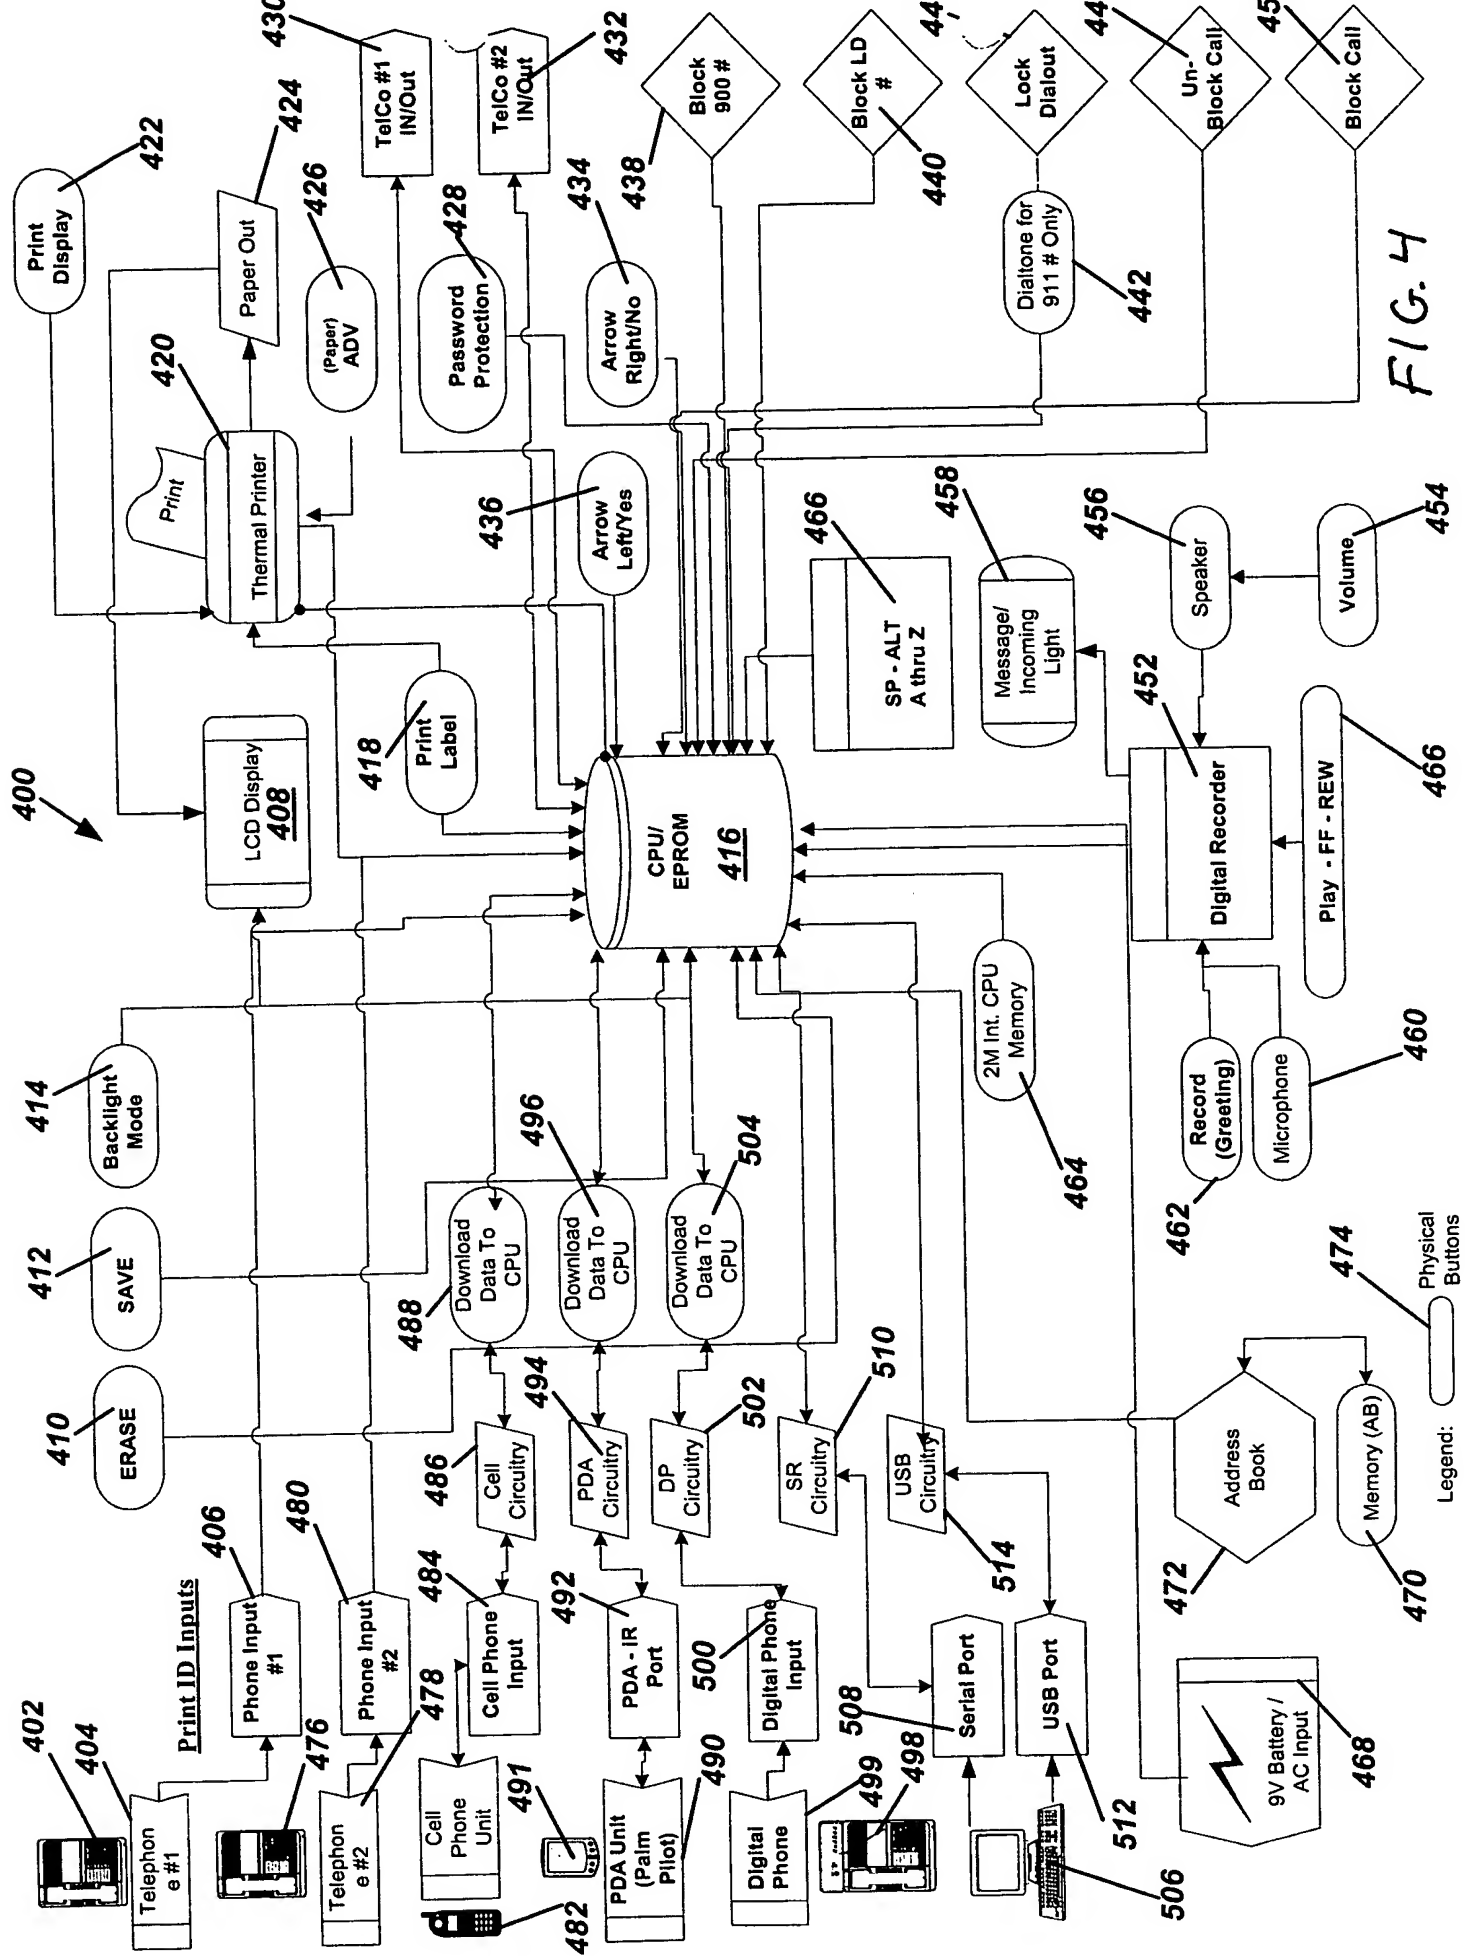 400
Print ID Inputs
402
404
Telephon
e #1
406
Phone Input
#1
476
478
Telephon
e #2
480
Phone Input
#2
482
Cell
Phone
Unit
484
Cell Phone
Input
486
Cell
Circuitry
488
Download
Data To
CPU
491
490
PDA Unit
(Palm
Pilot)
492
PDA - IR
Port
494
PDA
Circuitry
496
Download
Data To
CPU
499
498
Digital
Phone
500
Digital Phone
Input
502
DP
Circuitry
504
Download
Data To
CPU
506
508
Serial Port
510
SR
Circuitry
512
USB Port
514
USB
Circuitry
410
ERASE
412
SAVE
414
Backlight
Mode
LCD Display
408
418
Print
Label
420
Thermal Printer
Print
422
Print
Display
424
Paper Out
426
(Paper)
ADV
428
Password
Protection
430
TelCo #1
IN/Out
432
TelCo #2
IN/Out
434
Arrow
Right/No
436
Arrow
Left/Yes
438
Block
900 #
440
Block LD
#
44
Lock
Dialout
442
Dialtone for
911 # Only
44
Un-
Block Call
45
Block Call
CPU/
EPROM
416
466
SP - ALT
A thru Z
458
Message/
Incoming
Light
452
Digital Recorder
456
Speaker
454
Volume
466
Play - FF - REW
464
2M Int. CPU
Memory
462
Record
(Greeting)
460
Microphone
468
9V Battery /
AC Input
472
Address
Book
470
Memory (AB)
474
Legend:
Physical
Buttons
FIG. 4